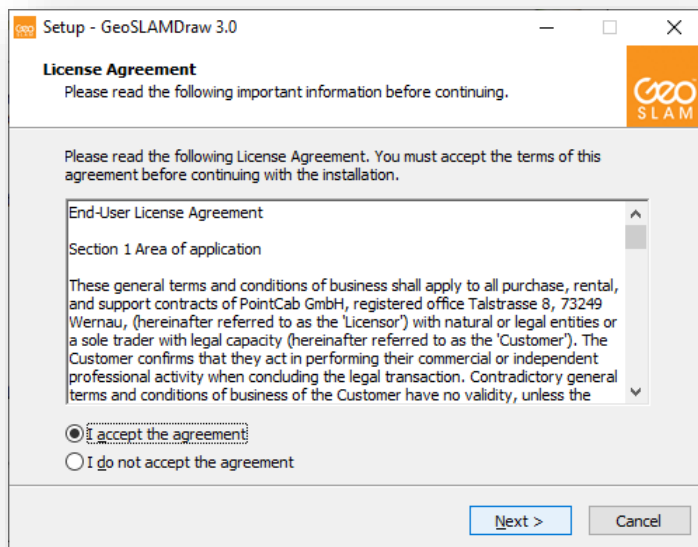 Geo SLAM Setup - GeoSLAMDraw 3.0
License Agreement
Please read the following important information before continuing.
Geo
SLAM
Please read the following License Agreement. You must accept the terms of this
agreement before continuing with the installation.
End-User License Agreement
Section 1 Area of application
These general terms and conditions of business shall apply to all purchase, rental,
and support contracts of PointCab GmbH, registered office Talstrasse 8, 73249
Wernau, (hereinafter referred to as the 'Licensor') with natural or legal entities or
a sole trader with legal capacity (hereinafter referred to as the 'Customer'). The
Customer confirms that they act in performing their commercial or independent
professional activity when concluding the legal transaction. Contradictory general
terms and conditions of business of the Customer have no validity, unless the
I accept the agreement
I do not accept the agreement
Next >
Cancel